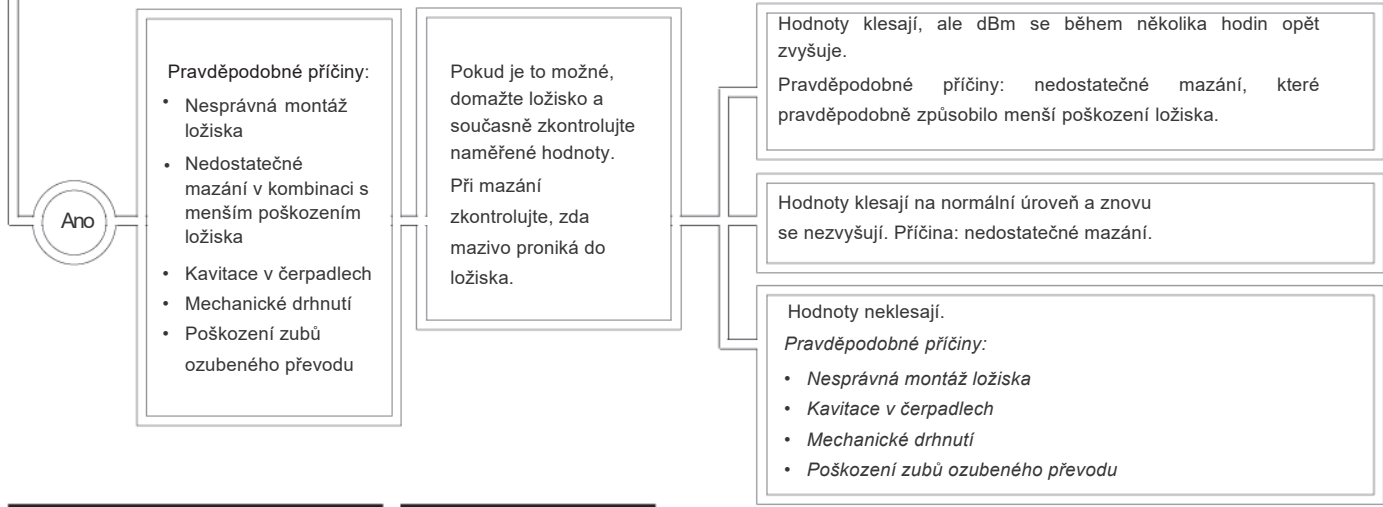 Ano
Pravděpodobné příčiny:
• Nesprávná montáž
ložiska
• Nedostatečné
mazání v kombinaci s
menším poškozením
ložiska
• Kavitace v čerpadlech
• Mechanické drhnutí
• Poškození zubů
ozubeného převodu
Pokud je to možné,
domažte ložisko a
současně zkontrolujte
naměřené hodnoty.
Při mazání
zkontrolujte, zda
mazivo proniká do
ložiska.
Hodnoty klesají, ale dBm se během několika hodin opět
zvyšuje.
Pravděpodobné příčiny: nedostatečné mazání, které
pravděpodobně způsobilo menší poškození ložiska.
Hodnoty klesají na normální úroveň a znovu
se nezvyšují. Příčina: nedostatečné mazání.
Hodnoty neklesají.
Pravděpodobné příčiny:
• Nesprávná montáž ložiska
• Kavitace v čerpadlech
• Mechanické drhnutí
• Poškození zubů ozubeného převodu